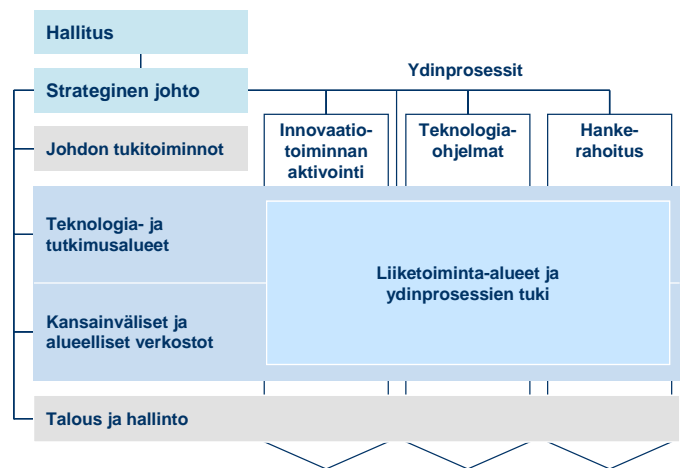 Hallitus
Strateginen johto
Ydinprosessit
Johdon tukitoiminnot
Innovaatio-
toiminnan
aktivointi
Teknologia-
ohjelmat
Hanke-
rahoitus
Teknologia- ja
tutkimusalueet
Liiketoiminta-alueet ja
ydinprosessien tuki
Kansainväliset ja
alueelliset verkostot
Talous ja hallinto